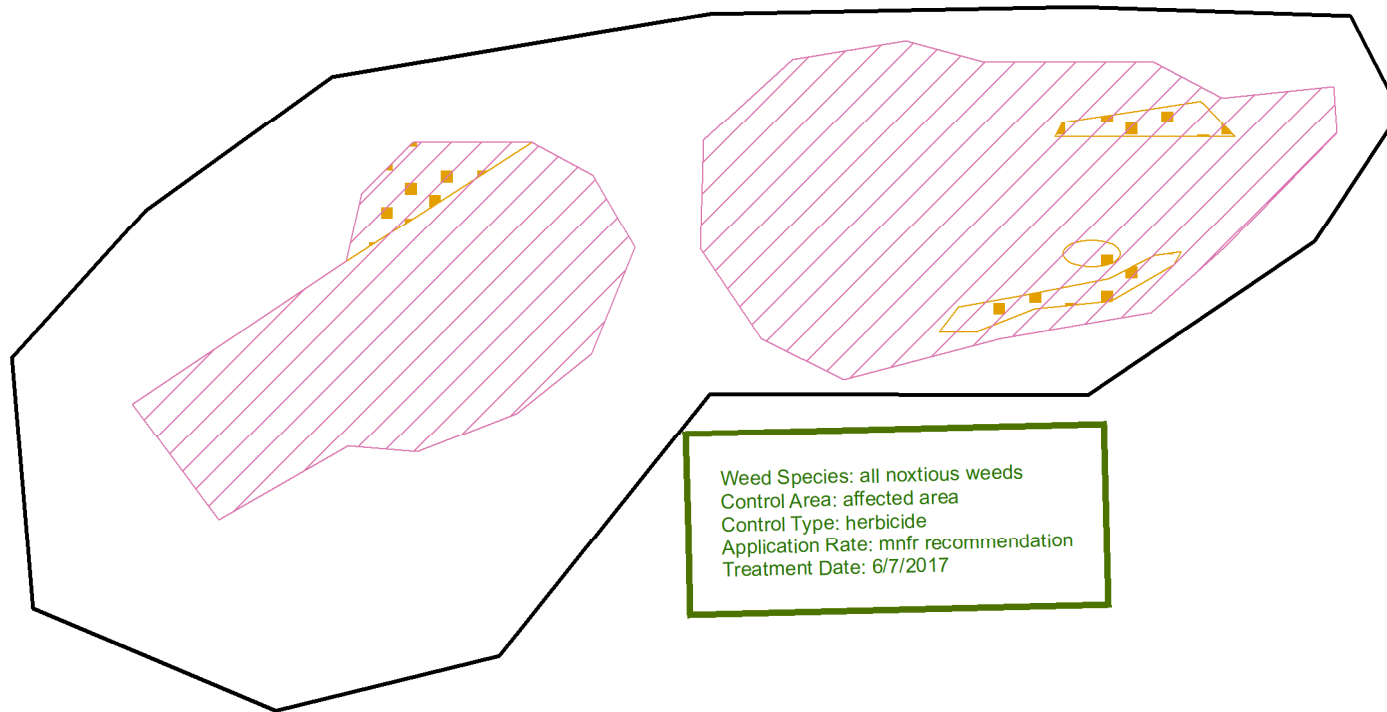 Weed Species: all noxtious weeds
Control Area: affected area
Control Type: herbicide
Application Rate: mnfr recommendation
Treatment Date: 6/7/2017